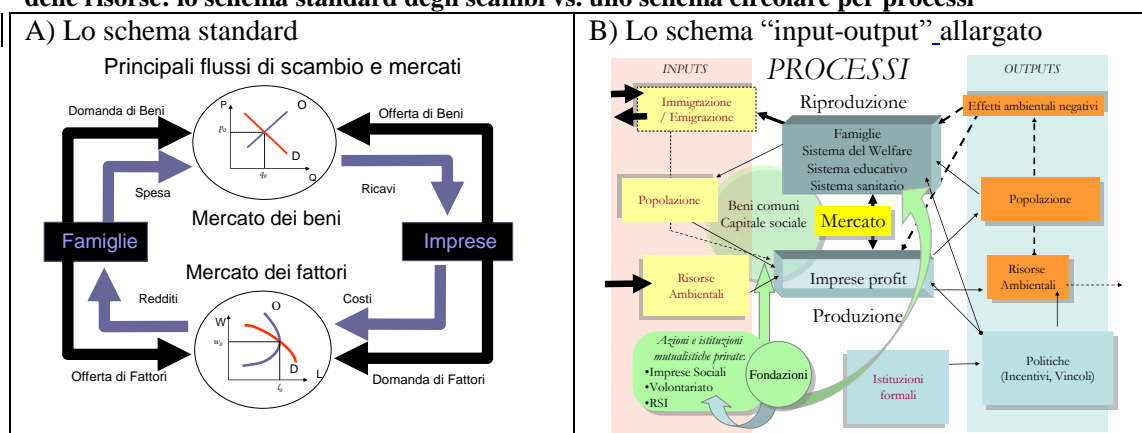 delle risorse: lo schema standard degli scambi vs. uno schema circolare per processi
A) Lo schema standard
Principali flussi di scambio e mercati
Domanda di Beni
Offerta di Beni
P
O
p₀
D
q₀
Q
Spesa
Ricavi
Mercato dei beni
Famiglie
Imprese
Mercato dei fattori
Redditi
Costi
O
W
w₀
D
L
Offerta di Fattori
Domanda di Fattori
B) Lo schema “input-output” allargato
INPUTS
PROCESSI
OUTPUTS
Immigrazione
/ Emigrazione
Riproduzione
Effetti ambientali negativi
Famiglie
Sistema del Welfare
Sistema educativo
Sistema sanitario
Popolazione
Beni comuni
Capitale sociale
Mercato
Popolazione
Risorse
Ambientali
Imprese profit
Risorse
Ambientali
Produzione
Azioni e istituzioni
mutualistiche private:
•Imprese Sociali
•Volontariato
•RSI
Fondazioni
Istituzioni
formali
Politiche
(Incentivi, Vincoli)